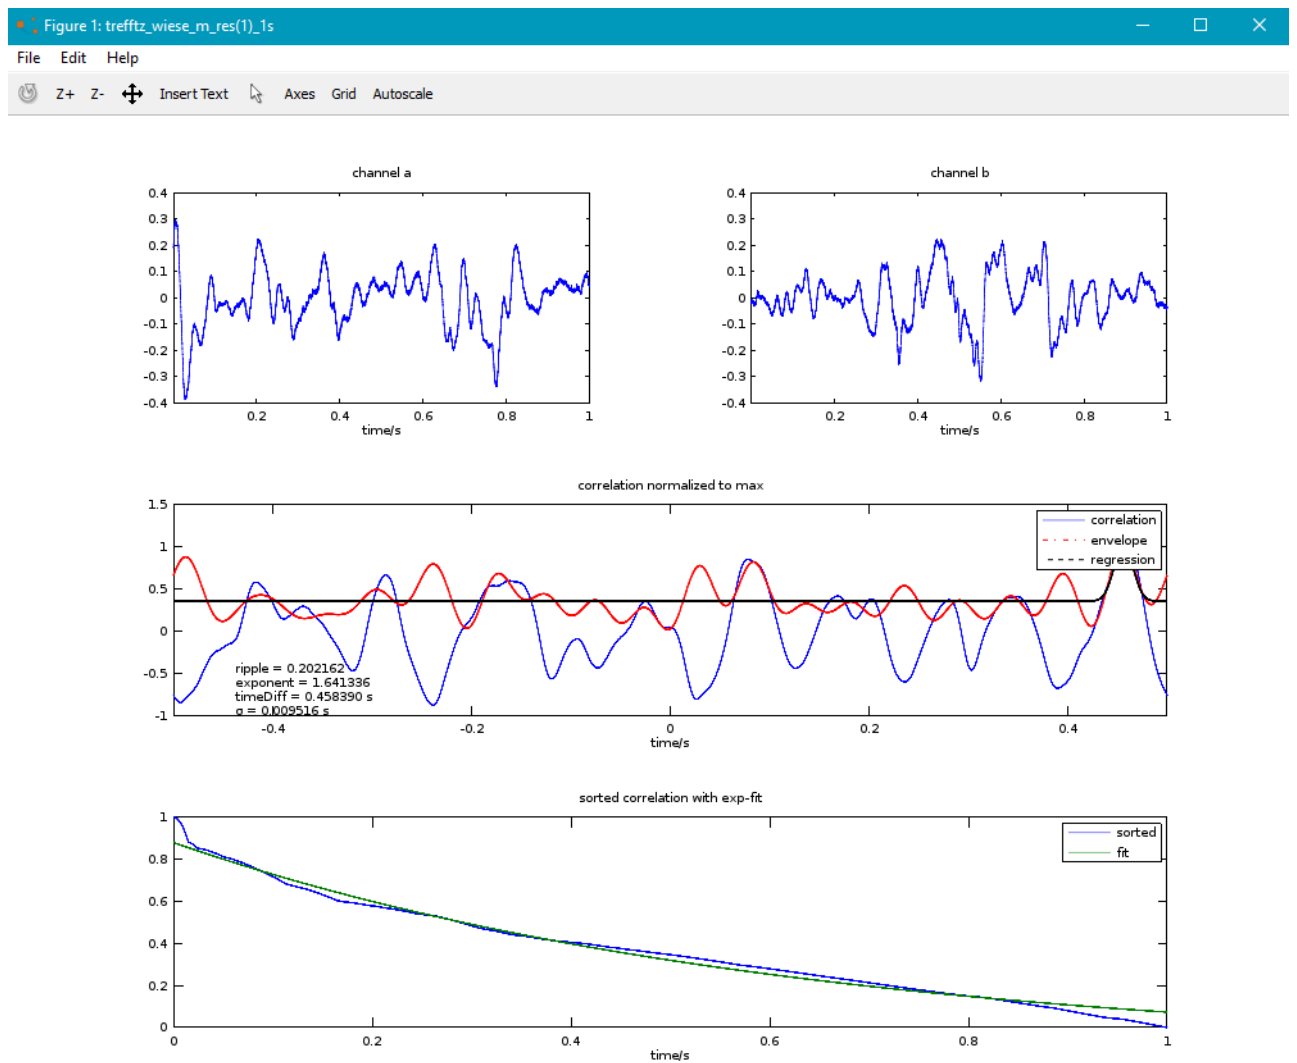 Figure 1: trefftz_wiese_m_res(1)_1s
File Edit Help
Z+ Z- Insert Text Axes Grid Autoscale
channel a
0.4
0.3
0.2
0.1
0
-0.1
-0.2
-0.3
-0.4
0.2 0.4 0.6 0.8 1
time/s
channel b
0.4
0.3
0.2
0.1
0
-0.1
-0.2
-0.3
-0.4
0.2 0.4 0.6 0.8 1
time/s
correlation normalized to max
1.5
1
0.5
0
-0.5
-1
correlation
envelope
regression
ripple = 0.202162
exponent = 1.641336
timeDiff = 0.458390 s
σ = 0.009516 s
-0.4 -0.2 0 0.2 0.4
time/s
sorted correlation with exp-fit
1
0.8
0.6
0.4
0.2
0
sorted
fit
0 0.2 0.4 0.6 0.8 1
time/s